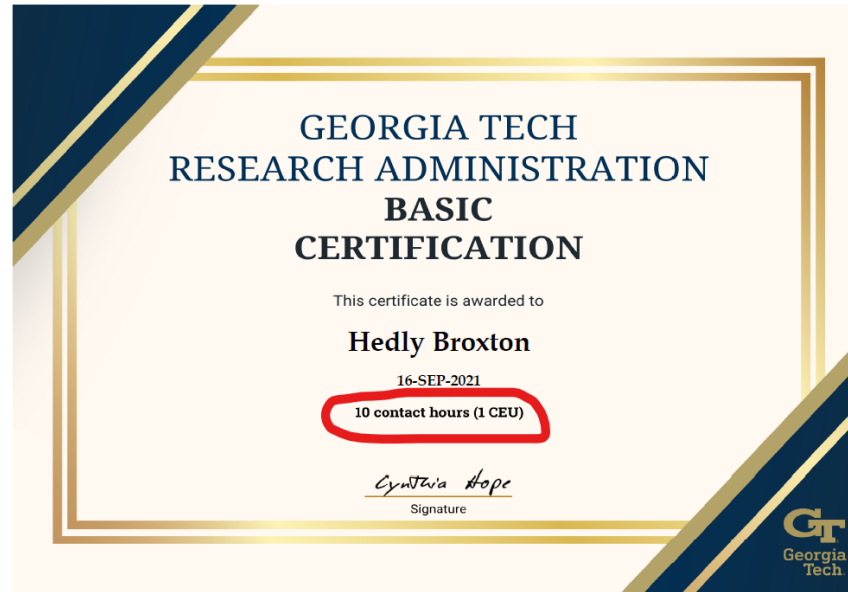 GEORGIA TECH
RESEARCH ADMINISTRATION
BASIC
CERTIFICATION
This certificate is awarded to
Hedly Broxton
16-SEP-2021
10 contact hours (1 CEU)
Cynthia Hope
Signature
GT
Georgia
Tech